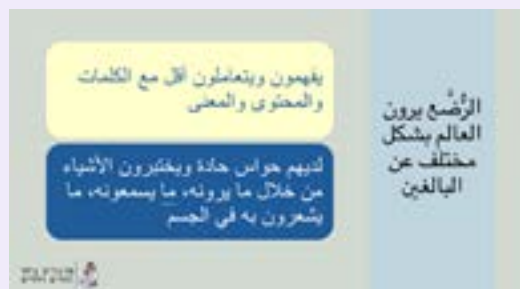 الرُّضَّع يرون
العالم بشكل
مختلف عن
البالغين
يفهمون ويتعاملون أقل مع الكلمات
والمحتوى والمعنى
لديهم حواس حادة ويختبرون الأشياء
من خلال ما يرونه، ما يسمعونه، ما
يشعرون به في الجسم